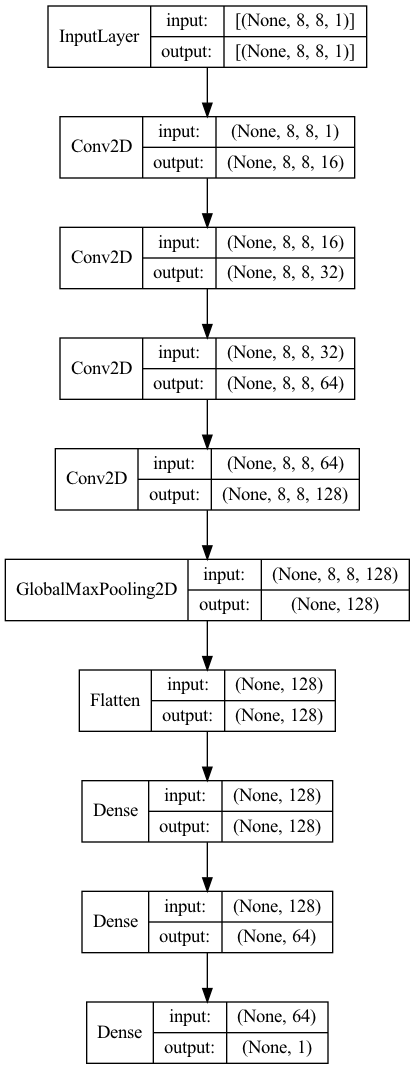 InputLayer
input: [(None, 8, 8, 1)]
output: [(None, 8, 8, 1)]
Conv2D
input: (None, 8, 8, 1)
output: (None, 8, 8, 16)
Conv2D
input: (None, 8, 8, 16)
output: (None, 8, 8, 32)
Conv2D
input: (None, 8, 8, 32)
output: (None, 8, 8, 64)
Conv2D
input: (None, 8, 8, 64)
output: (None, 8, 8, 128)
GlobalMaxPooling2D
input: (None, 8, 8, 128)
output: (None, 128)
Flatten
input: (None, 128)
output: (None, 128)
Dense
input: (None, 128)
output: (None, 128)
Dense
input: (None, 128)
output: (None, 64)
Dense
input: (None, 64)
output: (None, 1)